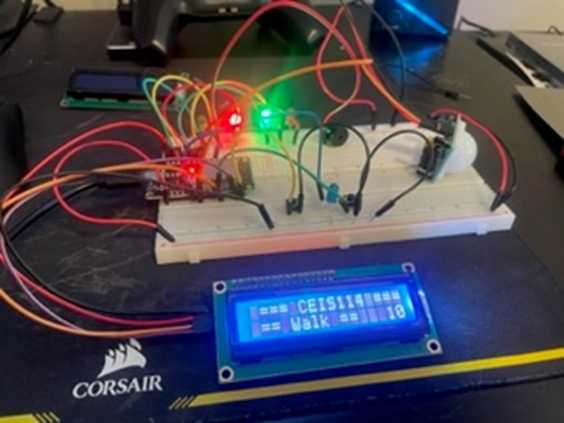 === CEIS114 ===
== Walk == 10
CORSAIR